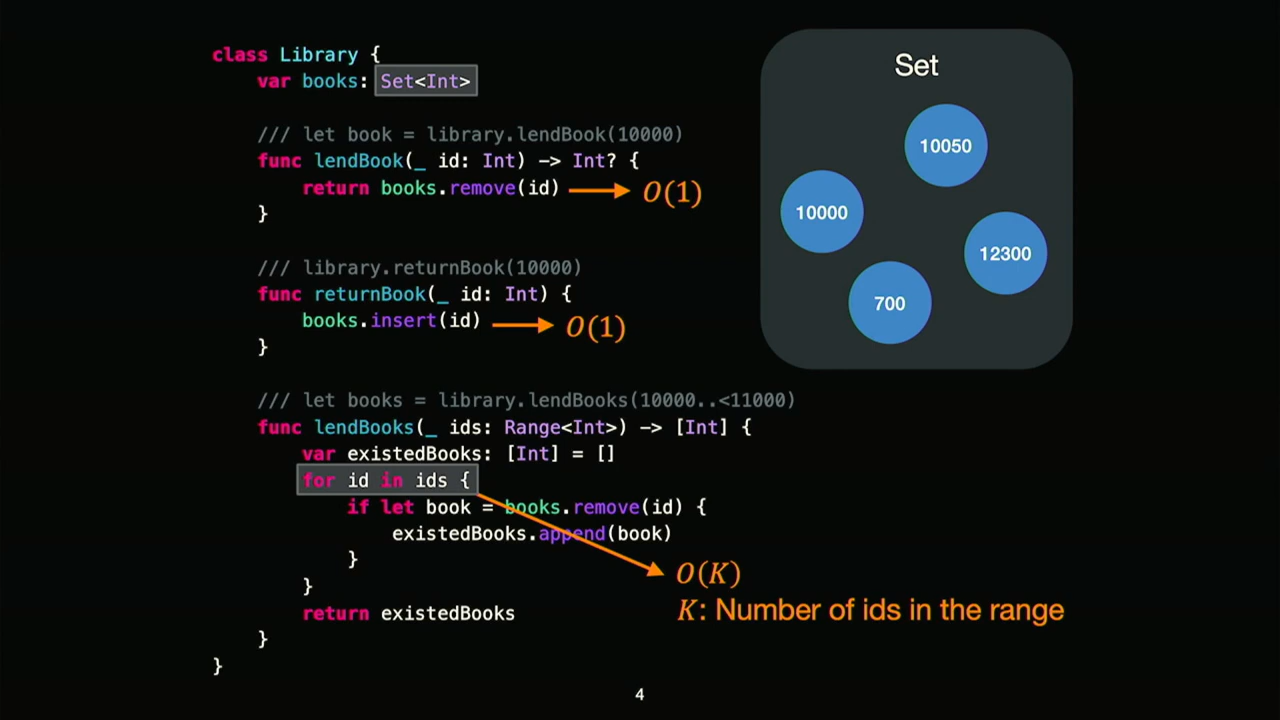 class Library {
var books: Set<Int>
/// let book = library.lendBook(10000)
func lendBook(_ id: Int) -> Int? {
return books.remove(id)
O(1)
}
/// library.returnBook(10000)
func returnBook(_ id: Int) {
books.insert(id)
O(1)
}
/// let books = library.lendBooks(10000..<11000)
func lendBooks(_ ids: Range<Int>) -> [Int] {
var existedBooks: [Int] = []
for id in ids {
if let book = books.remove(id) {
existedBooks.append(book)
}
}
return existedBooks
}
}
O(K)
K: Number of ids in the range
Set
10050
10000
12300
700
4